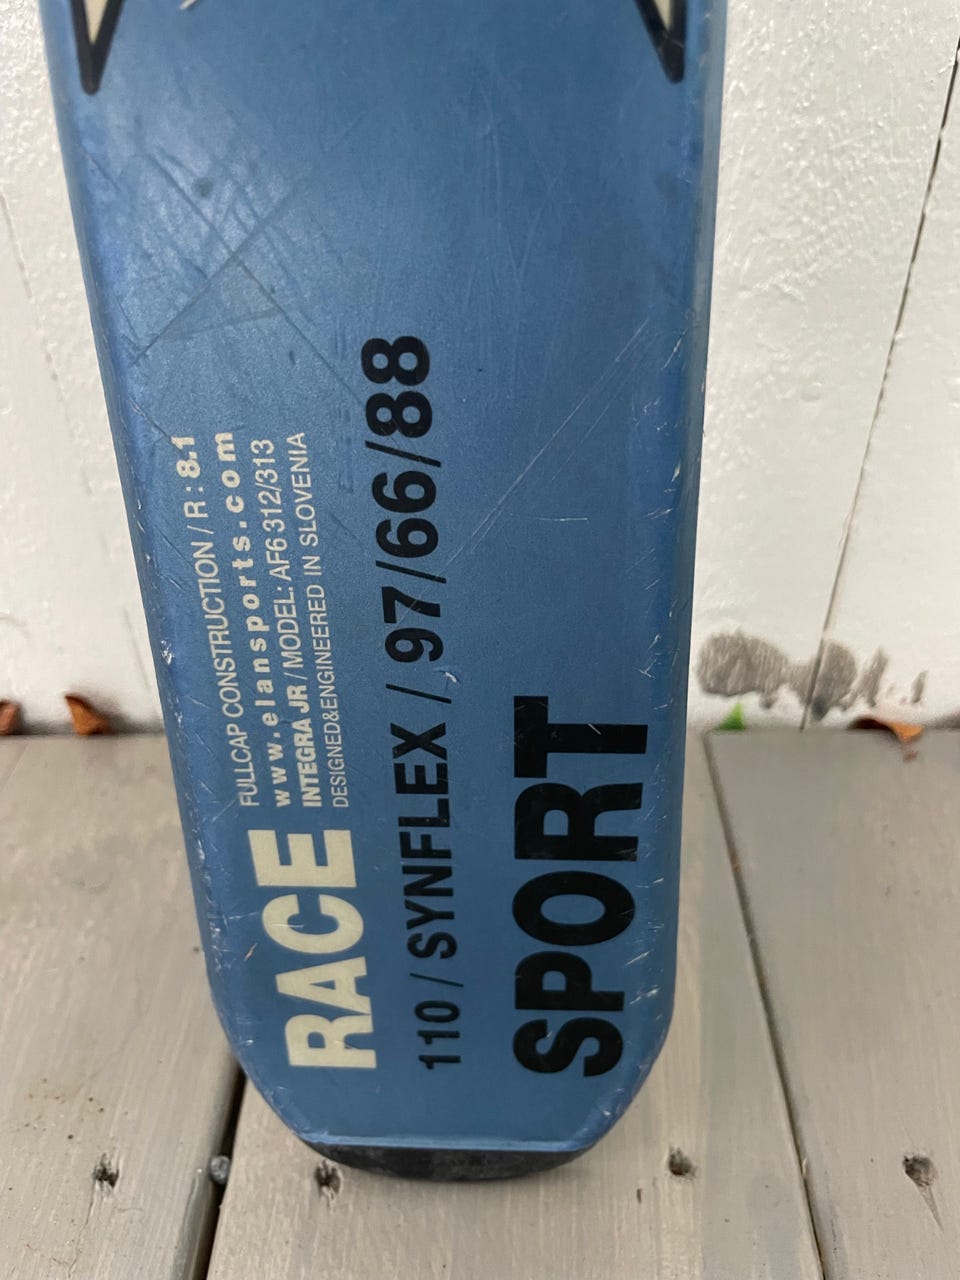 FULLCAP CONSTRUCTION / R : 8.1
www.elansports.com
INTEGRA JR / MODEL: AF6 312/313
DESIGNED&ENGINEERED IN SLOVENIA
RACE
110 / SYNFLEX / 97/66/88
SPORT